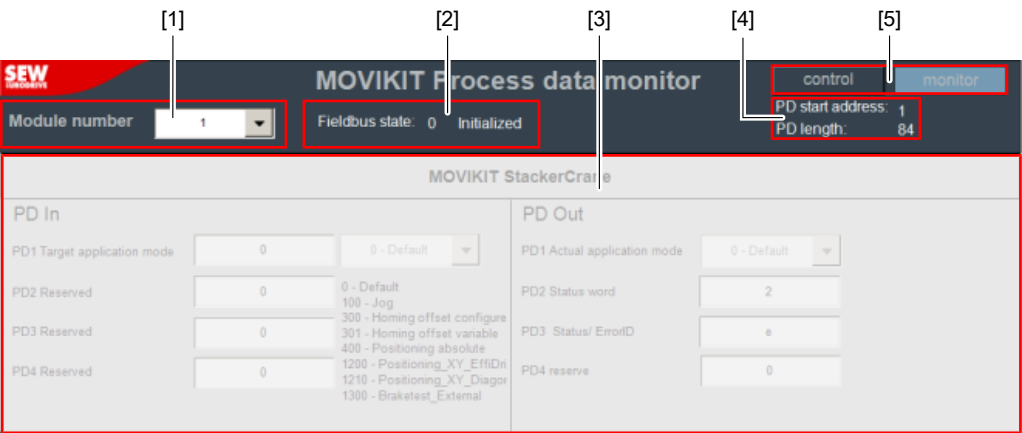 [1] [2] [3] [4] [5]
SEW
EURODRIVE
MOVIKIT Process data monitor
control monitor
Module number 1
Fieldbus state: 0 Initialized
PD start address: 1
PD length: 84
MOVIKIT StackerCrane
PD In
PD Out
PD1 Target application mode 0 0 - Default
PD1 Actual application mode 0 - Default
PD2 Reserved 0
0 - Default
100 - Jog
300 - Homing offset configure
301 - Homing offset variable
400 - Positioning absolute
1200 - Positioning_XY_EffiDri
1210 - Positioning_XY_Diagor
1300 - Braketest_External
PD2 Status word 2
PD3 Reserved 0
PD3 Status/ ErrorID e
PD4 Reserved 0
PD4 reserve 0